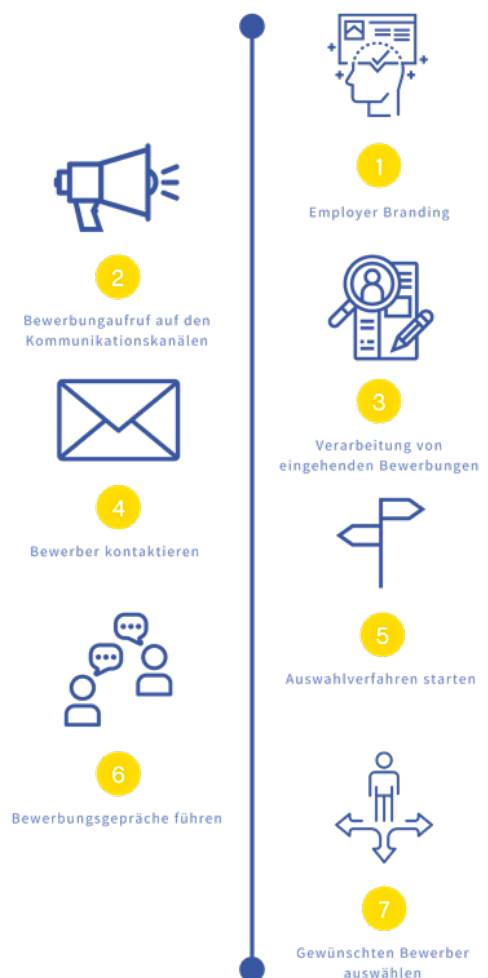 1
Employer Branding
2
Bewerbungaufruf auf den
Kommunikationskanälen
3
Verarbeitung von
eingehenden Bewerbungen
4
Bewerber kontaktieren
5
Auswahlverfahren starten
6
Bewerbungsgepräche führen
7
Gewünschten Bewerber
auswählen